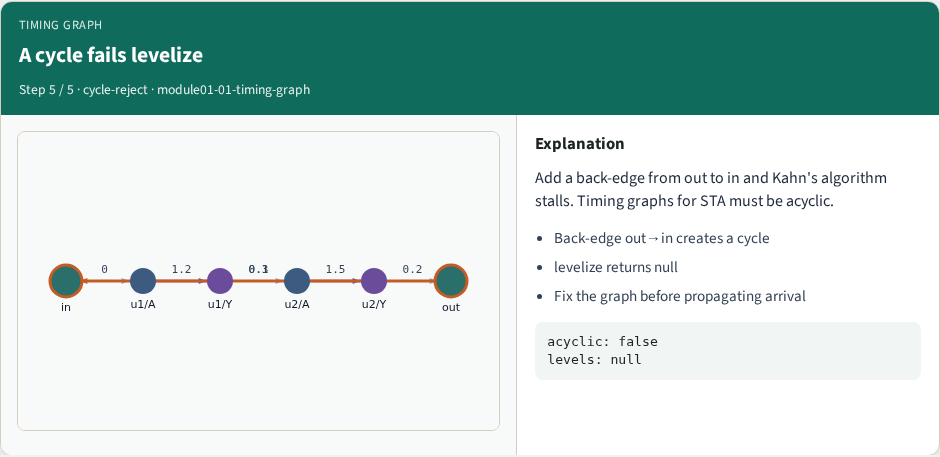 TIMING GRAPH
A cycle fails levelize
Step 5 / 5 · cycle-reject · module01-01-timing-graph
0
1.2
1.5
0.2
in
u1/A
u1/Y
u2/A
u2/Y
out
Explanation
Add a back-edge from out to in and Kahn's algorithm
stalls. Timing graphs for STA must be acyclic.
• Back-edge out→in creates a cycle
• levelize returns null
• Fix the graph before propagating arrival
acyclic: false
levels: null